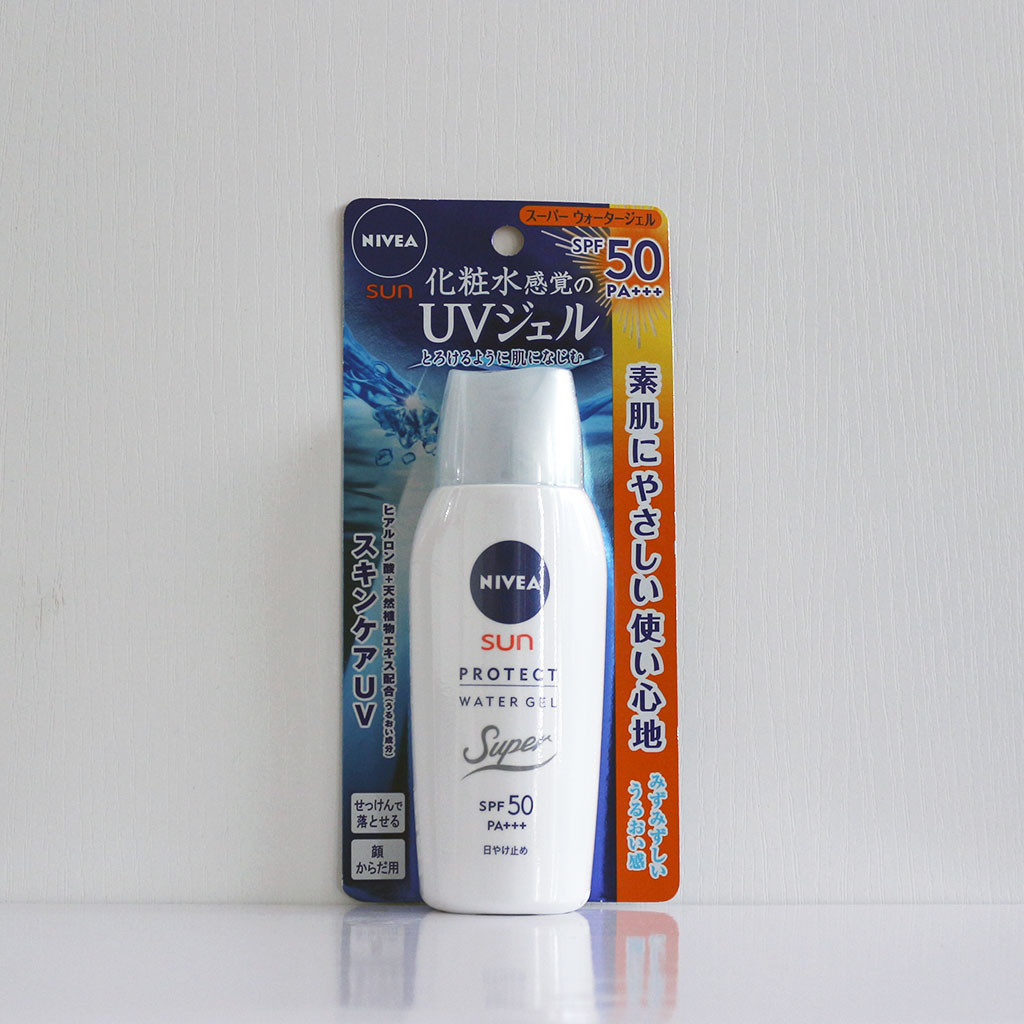 NIVEA
sun
スーパー ウォータージェル
SPF 50
PA+++
化粧水感覚の
UVジェル
とろけるように肌になじむ
素肌にやさしい使い心地
みずみずしい
うるおい感
ヒアルロン酸+天然植物エキス配合(うるおい成分)
スキンケアUV
せっけんで
落とせる
顔
からだ用
NIVEA
sun
PROTECT
WATER GEL
Super
SPF 50
PA+++
日やけ止め